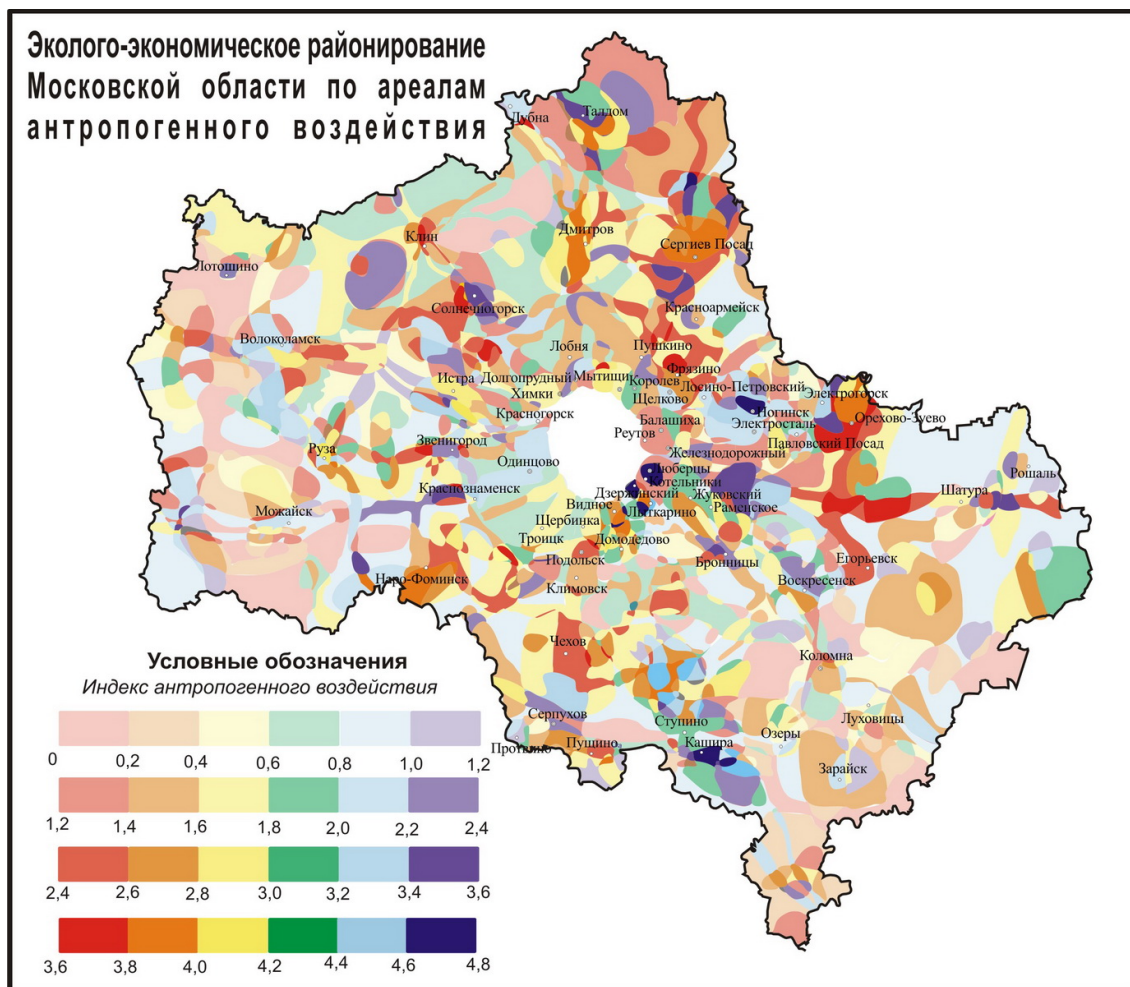 Эколого-экономическое районирование
Московской области по ареалам
антропогенного воздействия
Дубна
Талдом
Клин
Дмитров
Сергиев Посад
Лотошино
Солнечногорск
Красноармейск
Волоколамск
Лобня
Пушкино
Истра
Долгопрудный
Мытищи
Фрязино
Королев
Лосино-Петровский
Электрогорск
Химки
Щелково
Красногорск
Ногинск
Орехово-Зуево
Балашиха
Электросталь
Реутов
Павловский Посад
Звенигород
Руза
Железнодорожный
Одинцово
Люберцы
Рошаль
Котельники
Краснознаменск
Дзержинский
Жуковский
Шатура
Видное
Лыткарино
Раменское
Можайск
Щербинка
Троицк
Домодедово
Подольск
Бронницы
Егорьевск
Наро-Фоминск
Климовск
Воскресенск
Чехов
Коломна
Серпухов
Ступино
Луховицы
Протвино
Пущино
Кашира
Озеры
Зарайск
Условные обозначения
Индекс антропогенного воздействия
0 0,2 0,4 0,6 0,8 1,0 1,2
1,2 1,4 1,6 1,8 2,0 2,2 2,4
2,4 2,6 2,8 3,0 3,2 3,4 3,6
3,6 3,8 4,0 4,2 4,4 4,6 4,8